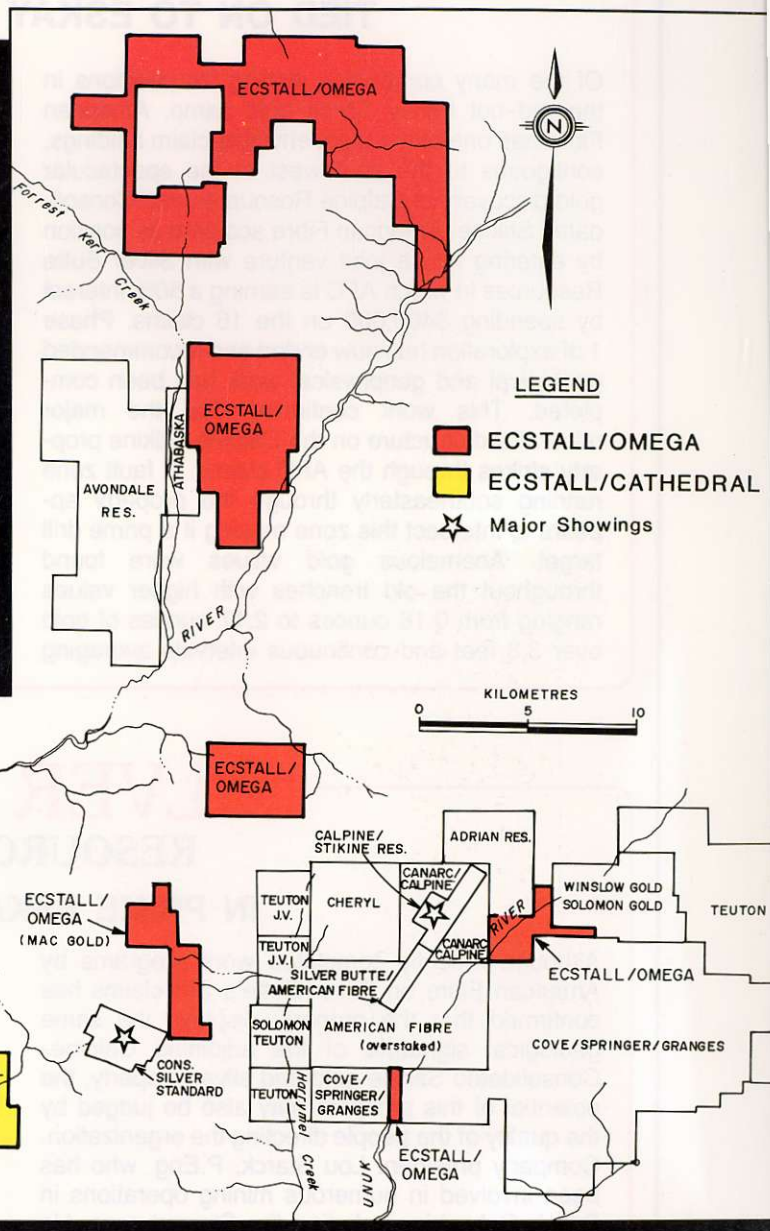 ECSTALL/OMEGA
N
Forrest Kerr
Creek
LEGEND
ECSTALL/OMEGA
ECSTALL/CATHEDRAL
Major Showings
ECSTALL/
OMEGA
ATHABASKA
AVONDALE
RES.
RIVER
KILOMETRES
0 5 10
ECSTALL/
OMEGA
CALPINE/
STIKINE RES.
ADRIAN RES.
CANARC/
CALPINE
ECSTALL/
OMEGA
(MAC GOLD)
TEUTON
J.V.
CHERYL
RIVER
WINSLOW GOLD
SOLOMON GOLD
TEUTON
TEUTON
J.V.
CANARC
CALPINE
ECSTALL/OMEGA
SILVER BUTTE/
AMERICAN FIBRE
SOLOMON
TEUTON
AMERICAN FIBRE
(overstaked)
COVE/SPRINGER/GRANGES
CONS.
SILVER
STANDARD
TEUTON
Harrymel
Creek
COVE/
SPRINGER/
GRANGES
ECSTALL/
OMEGA
UNUK